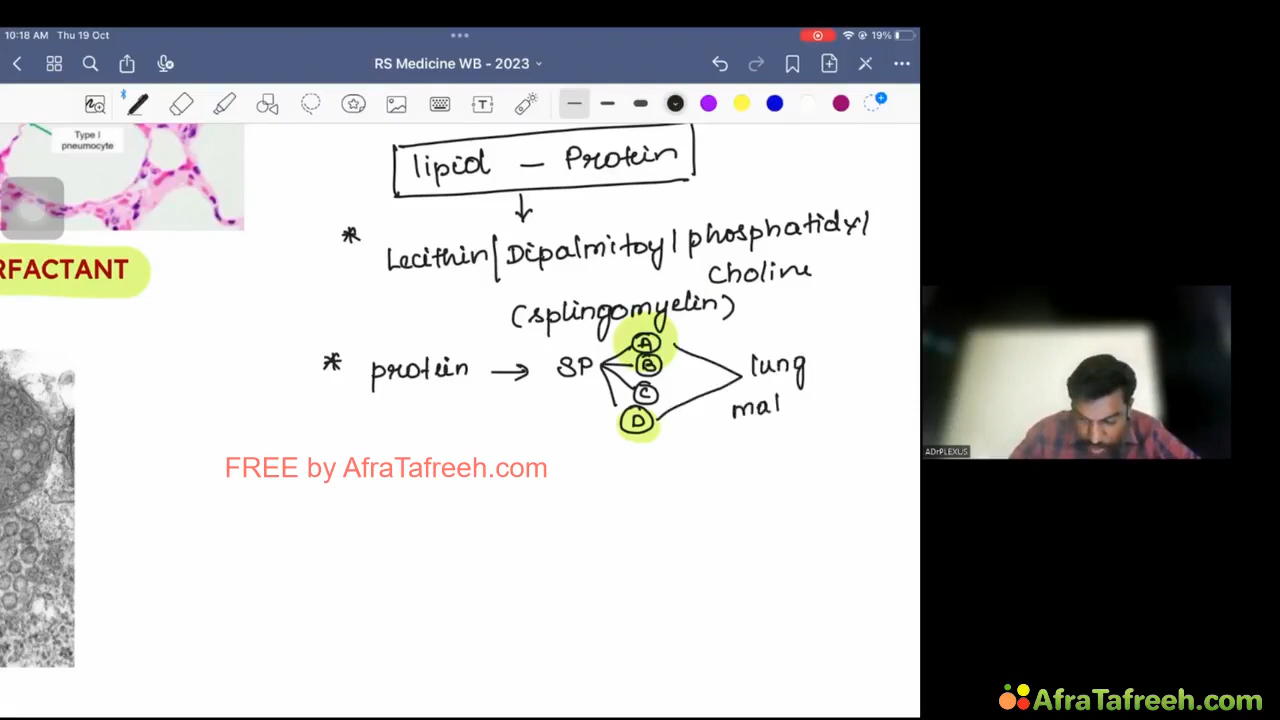 10:18 AM Thu 19 Oct
19%
RS Medicine WB - 2023
T
Type I
pneumocyte
lipid — Protein
* Lecithin/Dipalmitoyl phosphatidyl
Choline
(splingomyelin)
RFACTANT
* protein → SP A
B
C
D
lung
mal
ADrPLEXUS
FREE by AfraTafreeh.com
AfraTafreeh.com